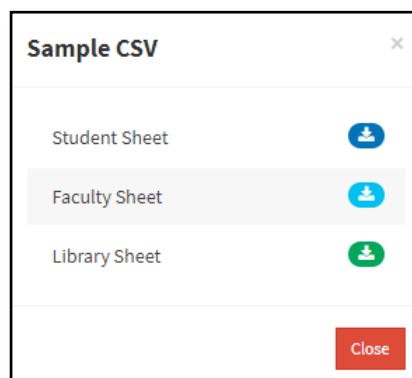 Sample CSV ×
Student Sheet
Faculty Sheet
Library Sheet
Close